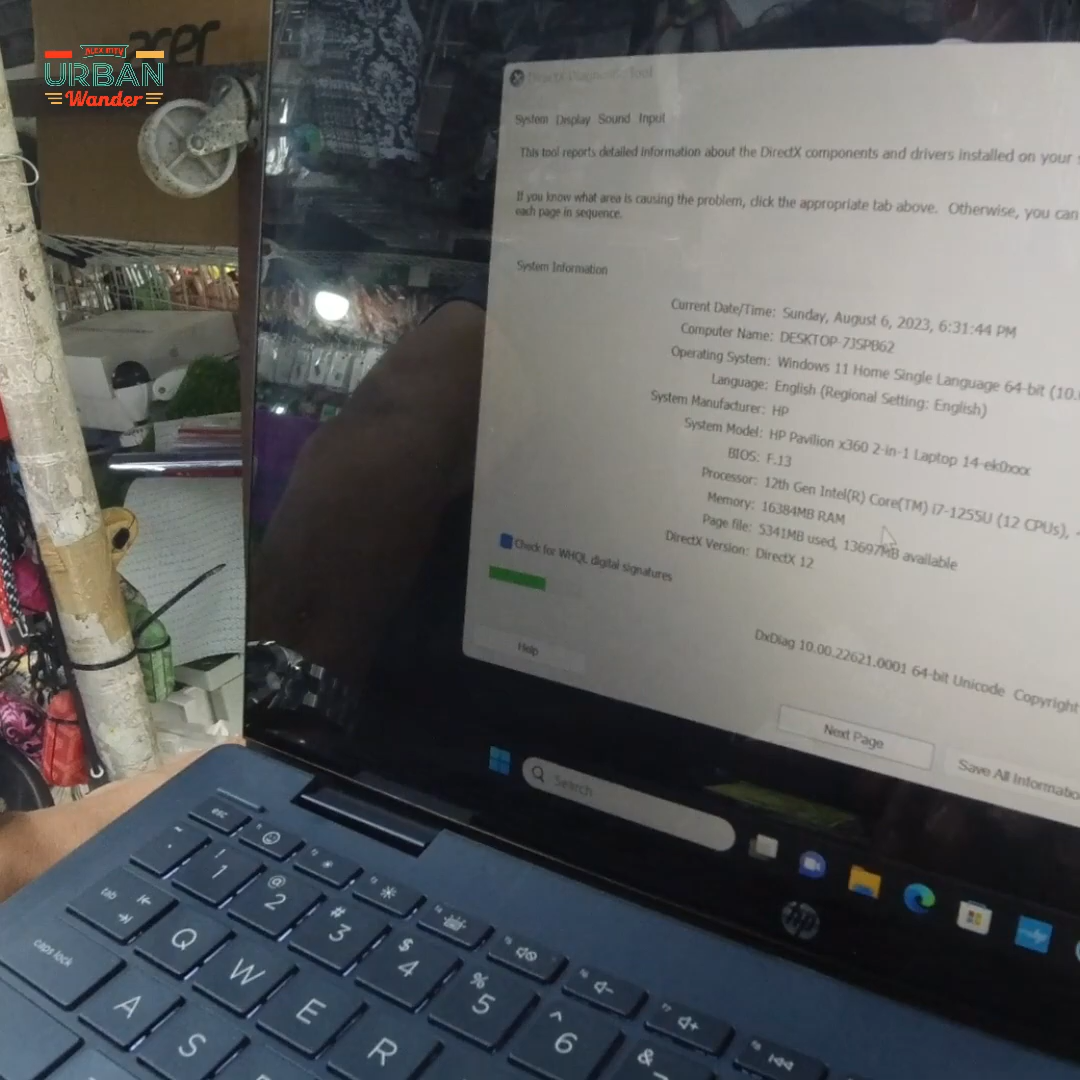 acer
ALEX RITY
URBAN
Wander
DirectX Diagnostic Tool
System Display Sound Input
This tool reports detailed information about the DirectX components and drivers installed on your
If you know what area is causing the problem, click the appropriate tab above. Otherwise, you can
each page in sequence.
System Information
Current Date/Time: Sunday, August 6, 2023, 6:31:44 PM
Computer Name: DESKTOP-7JSPB62
Operating System: Windows 11 Home Single Language 64-bit (10.
Language: English (Regional Setting: English)
System Manufacturer: HP
System Model: HP Pavilion x360 2-in-1 Laptop 14-ek0xxx
BIOS: F.13
Processor: 12th Gen Intel(R) Core(TM) i7-1255U (12 CPUs),
Memory: 16384MB RAM
Page file: 5341MB used, 13697MB available
DirectX Version: DirectX 12
Check for WHQL digital signatures
DxDiag 10.00.22621.0001 64-bit Unicode Copyright
Help
Next Page
Save All Informatio
Search
hp
esc
~
! 1
@ 2
# 3
$ 4
% 5
^ 6
&
tab Q W E R
caps lock A S